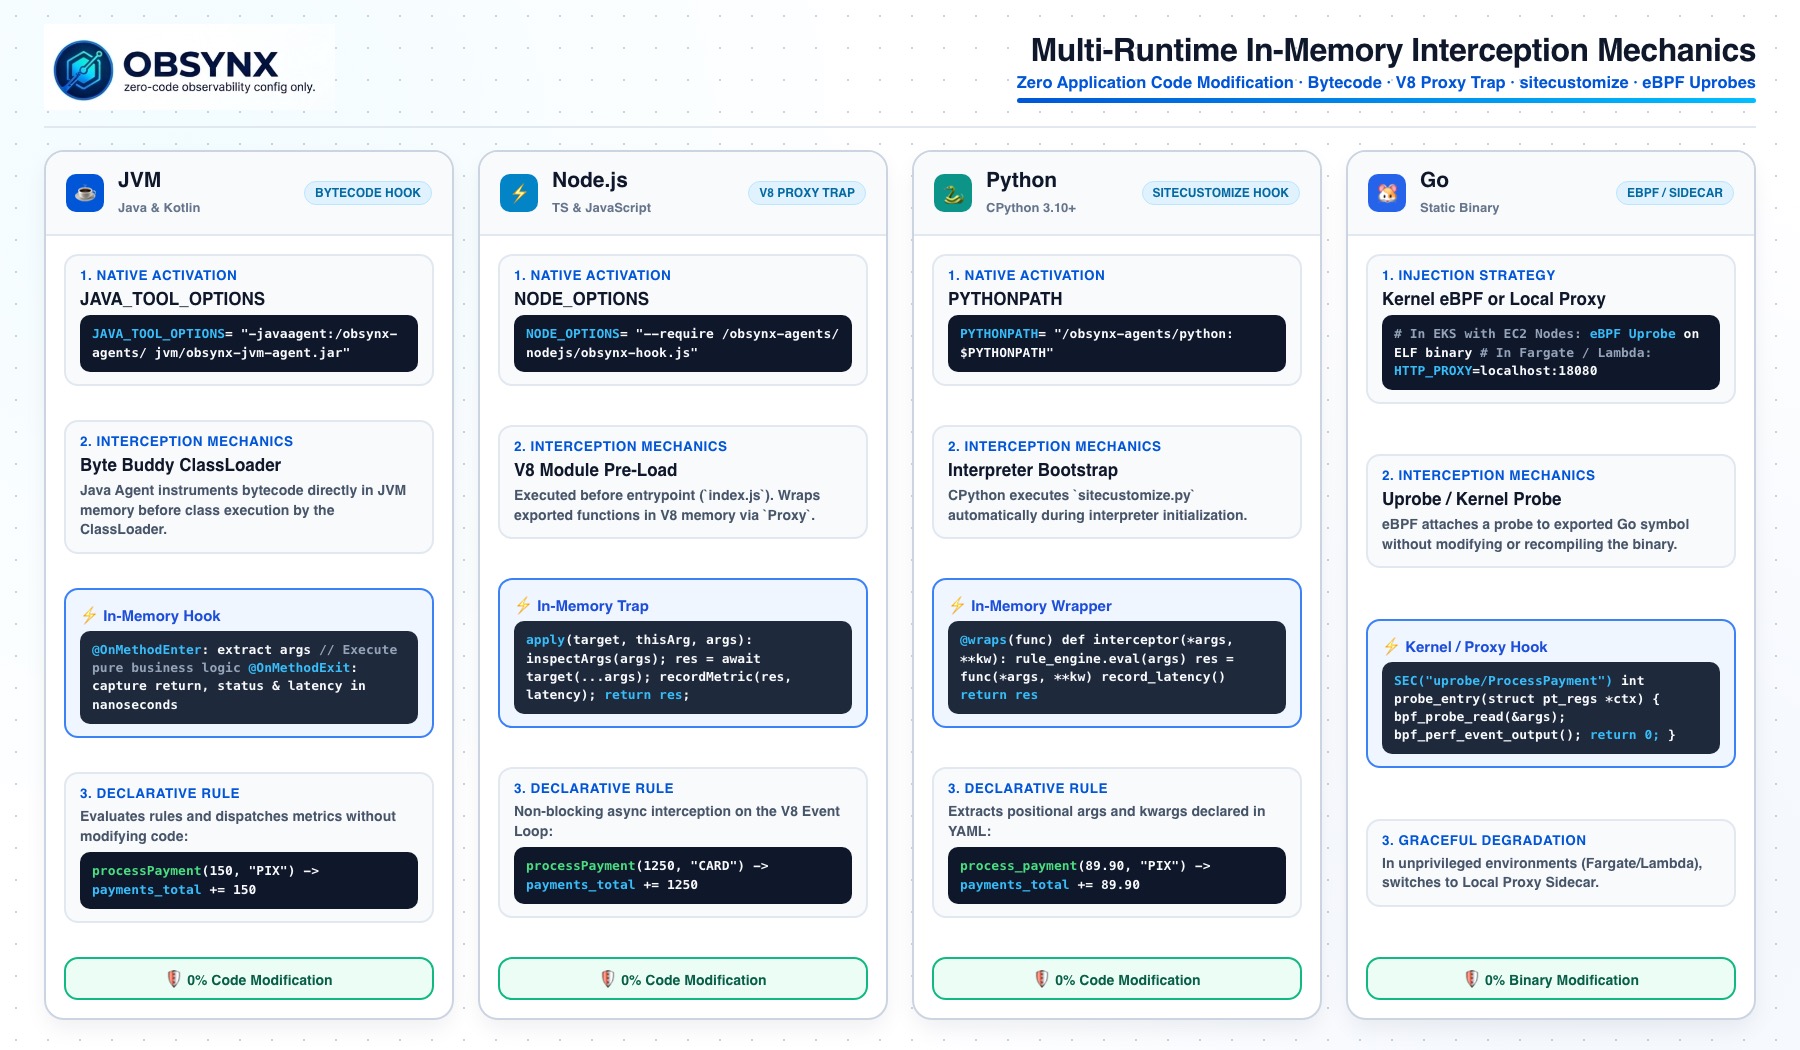 OBSYNX
zero-code observability config only.
Multi-Runtime In-Memory Interception Mechanics
Zero Application Code Modification · Bytecode · V8 Proxy Trap · sitecustomize · eBPF Uprobes
JVM
Java & Kotlin
BYTECODE HOOK
1. NATIVE ACTIVATION
JAVA_TOOL_OPTIONS
JAVA_TOOL_OPTIONS= "-javaagent:/obsynx-
agents/ jvm/obsynx-jvm-agent.jar"
2. INTERCEPTION MECHANICS
Byte Buddy ClassLoader
Java Agent instruments bytecode directly in JVM
memory before class execution by the
ClassLoader.
⚡ In-Memory Hook
@OnMethodEnter: extract args // Execute
pure business logic @OnMethodExit:
capture return, status & latency in
nanoseconds
3. DECLARATIVE RULE
Evaluates rules and dispatches metrics without
modifying code:
processPayment(150, "PIX") ->
payments_total += 150
0% Code Modification
Node.js
TS & JavaScript
V8 PROXY TRAP
1. NATIVE ACTIVATION
NODE_OPTIONS
NODE_OPTIONS= "--require /obsynx-agents/
nodejs/obsynx-hook.js"
2. INTERCEPTION MECHANICS
V8 Module Pre-Load
Executed before entrypoint (`index.js`). Wraps
exported functions in V8 memory via `Proxy`.
⚡ In-Memory Trap
apply(target, thisArg, args):
inspectArgs(args); res = await
target(...args); recordMetric(res,
latency); return res;
3. DECLARATIVE RULE
Non-blocking async interception on the V8 Event
Loop:
processPayment(1250, "CARD") ->
payments_total += 1250
0% Code Modification
Python
CPython 3.10+
SITECUSTOMIZE HOOK
1. NATIVE ACTIVATION
PYTHONPATH
PYTHONPATH= "/obsynx-agents/python:
$PYTHONPATH"
2. INTERCEPTION MECHANICS
Interpreter Bootstrap
CPython executes `sitecustomize.py`
automatically during interpreter initialization.
⚡ In-Memory Wrapper
@wraps(func) def interceptor(*args,
**kw): rule_engine.eval(args) res =
func(*args, **kw) record_latency()
return res
3. DECLARATIVE RULE
Extracts positional args and kwargs declared in
YAML:
process_payment(89.90, "PIX") ->
payments_total += 89.90
0% Code Modification
Go
Static Binary
EBPF / SIDECAR
1. INJECTION STRATEGY
Kernel eBPF or Local Proxy
# In EKS with EC2 Nodes: eBPF Uprobe on
ELF binary # In Fargate / Lambda:
HTTP_PROXY=localhost:18080
2. INTERCEPTION MECHANICS
Uprobe / Kernel Probe
eBPF attaches a probe to exported Go symbol
without modifying or recompiling the binary.
⚡ Kernel / Proxy Hook
SEC("uprobe/ProcessPayment") int
probe_entry(struct pt_regs *ctx) {
bpf_probe_read(&args);
bpf_perf_event_output(); return 0; }
3. GRACEFUL DEGRADATION
In unprivileged environments (Fargate/Lambda),
switches to Local Proxy Sidecar.
0% Binary Modification